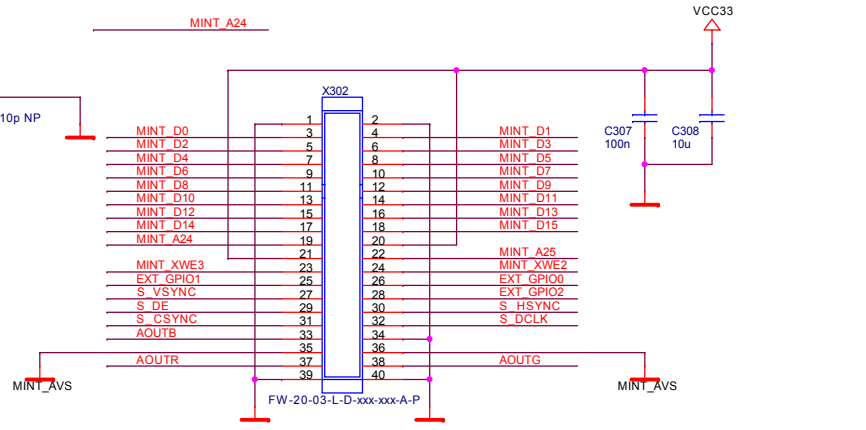 VCC33
MINT_A24
X302
10p NP
1 2
MINT_D0 3 4 MINT_D1
MINT_D2 5 6 MINT_D3
MINT_D4 7 8 MINT_D5
MINT_D6 9 10 MINT_D7
MINT_D8 11 12 MINT_D9
MINT_D10 13 14 MINT_D11
MINT_D12 15 16 MINT_D13
MINT_D14 17 18 MINT_D15
MINT_A24 19 20
21 22 MINT_A25
MINT_XWE3 23 24 MINT_XWE2
EXT_GPIO1 25 26 EXT_GPIO0
S_VSYNC 27 28 EXT_GPIO2
S_DE 29 30 S_HSYNC
S_CSYNC 31 32 S_DCLK
AOUTB 33 34
35 36
AOUTR 37 38 AOUTG
39 40
C307
100n
C308
10u
MINT_AVS
MINT_AVS
FW-20-03-L-D-xxx-xxx-A-P